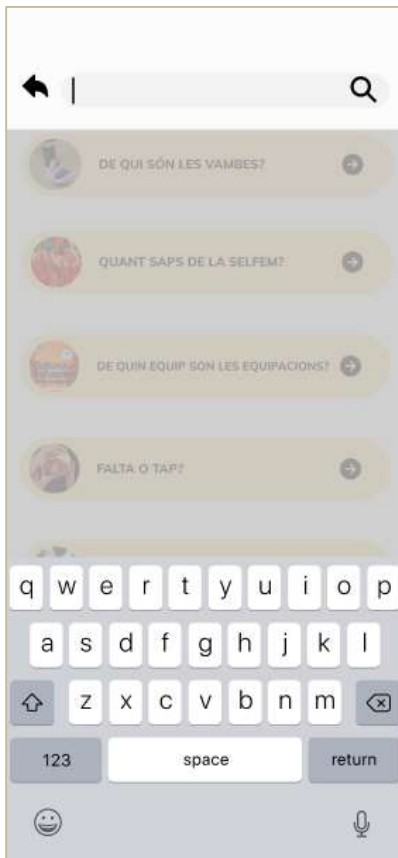 DE QUI SÓN LES VAMBES?
QUANT SAPS DE LA SELFEM?
DE QUIN EQUIP SON LES EQUIPACIONS?
FALTA O TAP?
q w e r t y u i o p
a s d f g h j k l
z x c v b n m
123 space return